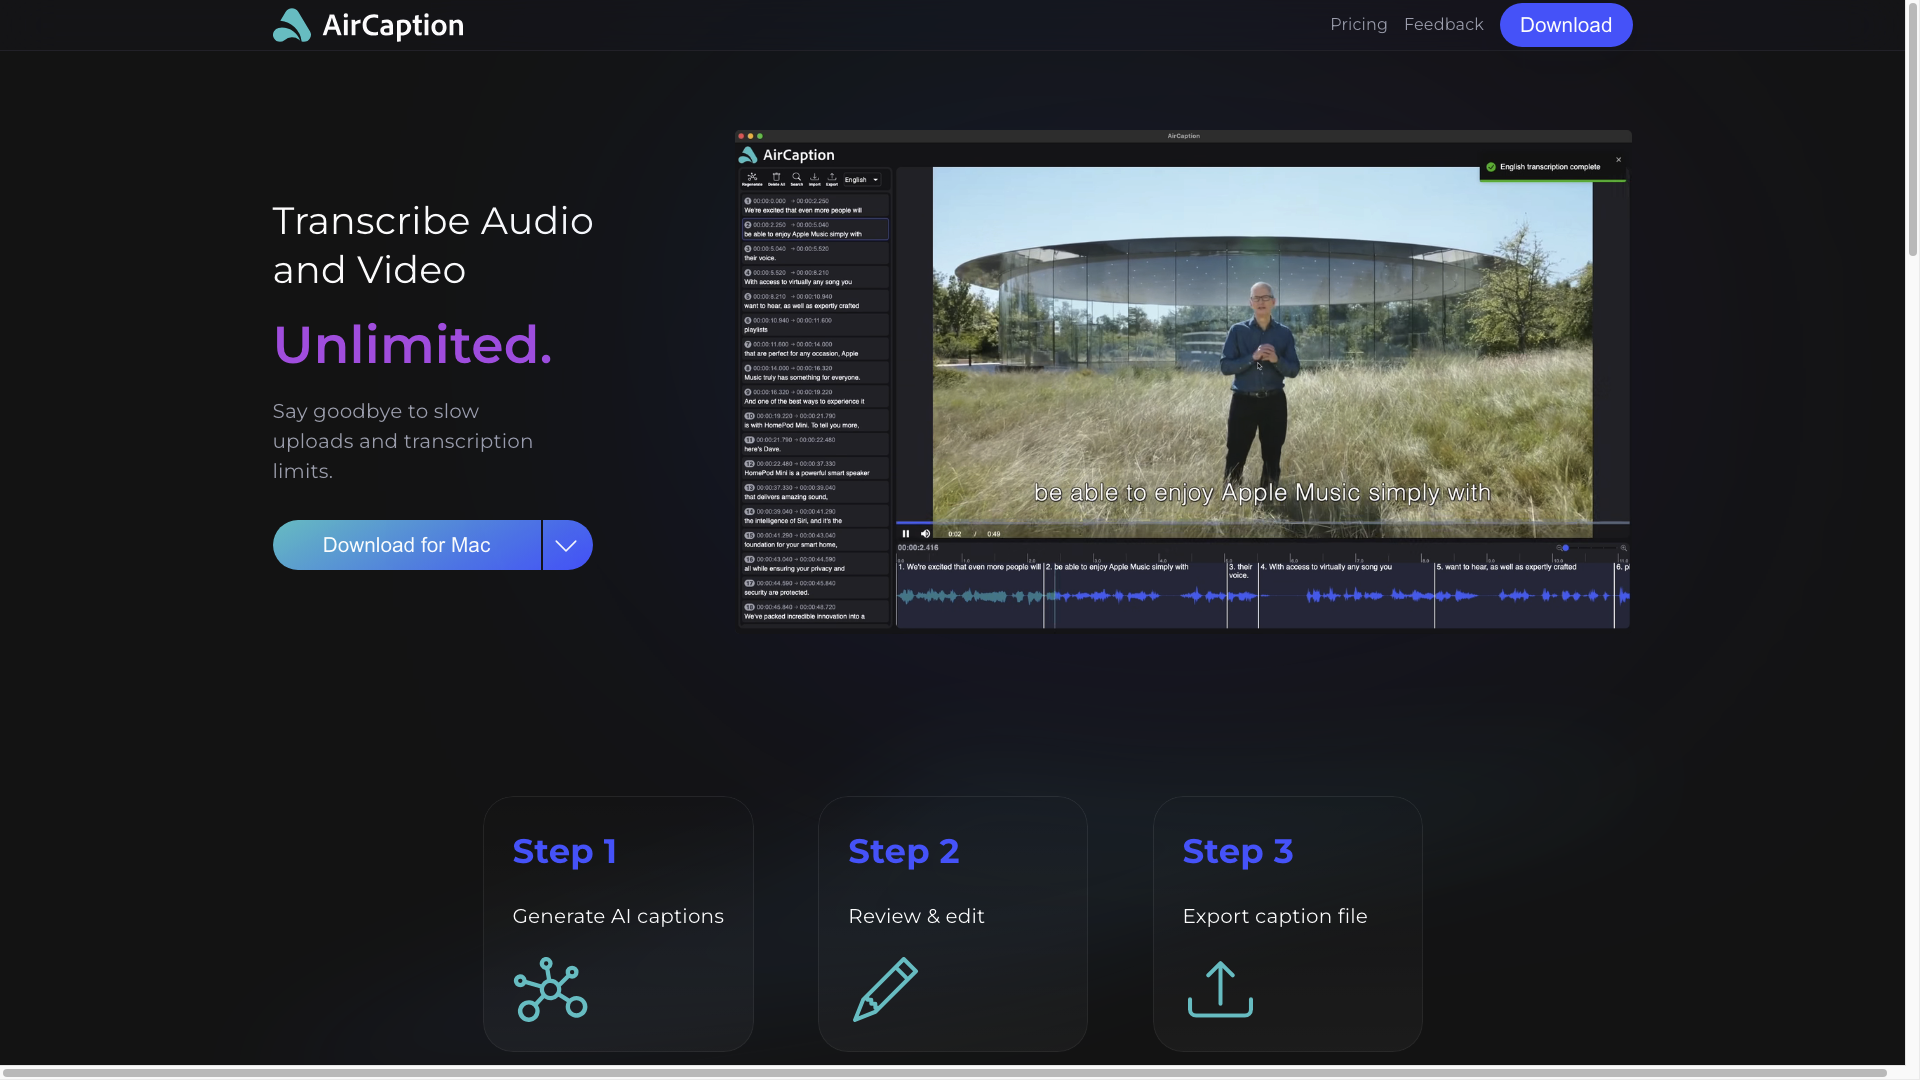 AirCaption
Pricing
Feedback
Download
Transcribe Audio
and Video
Unlimited.
Say goodbye to slow
uploads and transcription
limits.
Download for Mac
AirCaption
AirCaption
English transcription complete
Regenerate
Delete All
Search
Import
Export
English
1 00:00:0.000 → 00:00:2.250
We're excited that even more people will
2 00:00:2.250 → 00:00:5.040
be able to enjoy Apple Music simply with
3 00:00:5.040 → 00:00:5.520
their voice.
4 00:00:5.520 → 00:00:8.210
With access to virtually any song you
5 00:00:8.210 → 00:00:10.940
want to hear, as well as expertly crafted
6 00:00:10.940 → 00:00:11.600
playlists
7 00:00:11.600 → 00:00:14.000
that are perfect for any occasion, Apple
8 00:00:14.000 → 00:00:16.320
Music truly has something for everyone.
9 00:00:16.320 → 00:00:19.220
And one of the best ways to experience it
10 00:00:19.220 → 00:00:21.790
is with HomePod Mini. To tell you more,
11 00:00:21.790 → 00:00:22.480
here's Dave.
12 00:00:22.480 → 00:00:37.330
HomePod Mini is a powerful smart speaker
13 00:00:37.330 → 00:00:39.040
that delivers amazing sound,
14 00:00:39.040 → 00:00:41.290
the intelligence of Siri, and it's the
15 00:00:41.290 → 00:00:43.040
foundation for your smart home,
16 00:00:43.040 → 00:00:44.590
all while ensuring your privacy and
17 00:00:44.590 → 00:00:45.840
security are protected.
18 00:00:45.840 → 00:00:48.720
We've packed incredible innovation into a
be able to enjoy Apple Music simply with
0:02 / 0:49
00:00:2.416
1. We're excited that even more people will
2. be able to enjoy Apple Music simply with
3. their
voice.
4. With access to virtually any song you
5. want to hear, as well as expertly crafted
6. p
Step 1
Generate AI captions
Step 2
Review & edit
Step 3
Export caption file